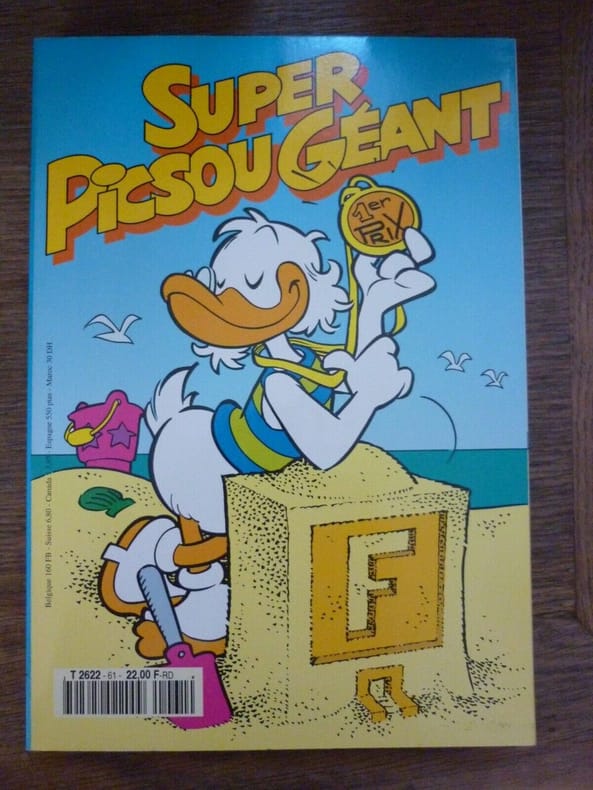 SUPER
PICSOU GÉANT
1er
PRIX
Belgique 160 FB - Suisse 6,80 - Canada Espagne 550 ptas - Maroc 30 DH
F
T 2622 - 61 - 22,00 F-RD